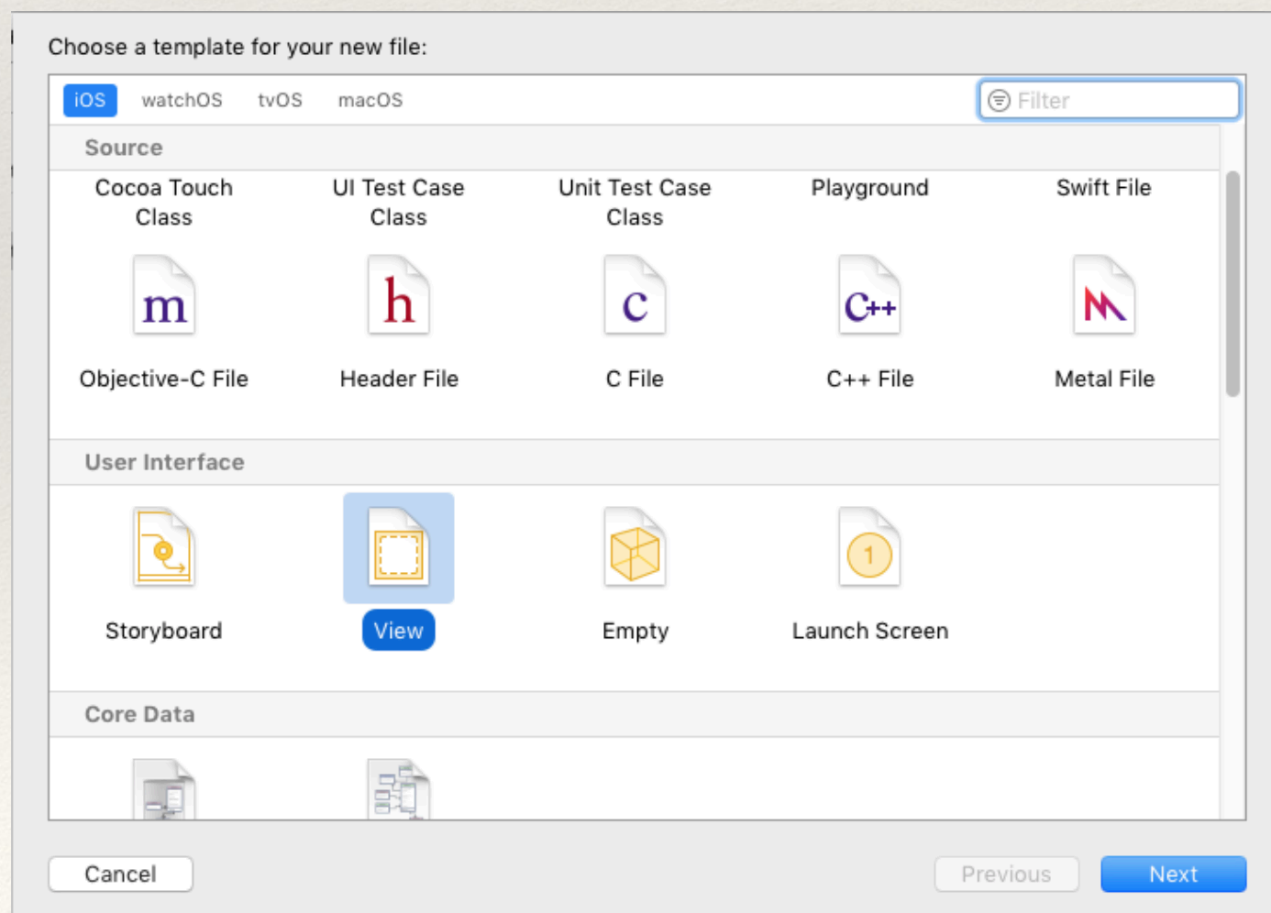 Choose a template for your new file:
iOS watchOS tvOS macOS Filter
Source
Cocoa Touch Class
UI Test Case Class
Unit Test Case Class
Playground
Swift File
m
h
c
C++
Objective-C File
Header File
C File
C++ File
Metal File
User Interface
1
Storyboard
View
Empty
Launch Screen
Core Data
Cancel
Previous
Next